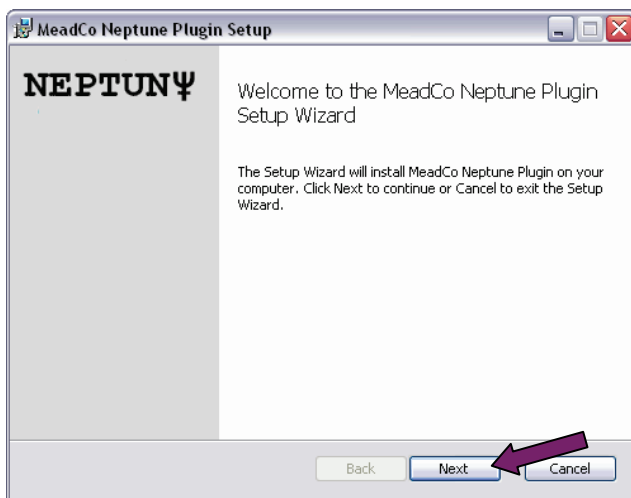 MeadCo Neptune Plugin Setup
NEPTUNΨ
Welcome to the MeadCo Neptune Plugin
Setup Wizard
The Setup Wizard will install MeadCo Neptune Plugin on your
computer. Click Next to continue or Cancel to exit the Setup
Wizard.
Back
Next
Cancel